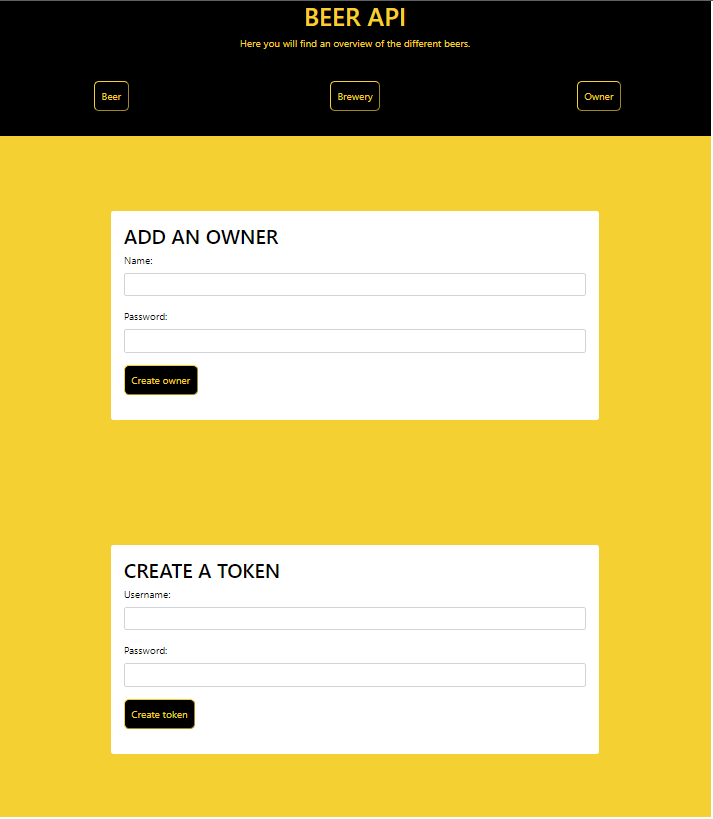 BEER API
Here you will find an overview of the different beers.
Beer
Brewery
Owner
ADD AN OWNER
Name:
Password:
Create owner
CREATE A TOKEN
Username:
Password:
Create token